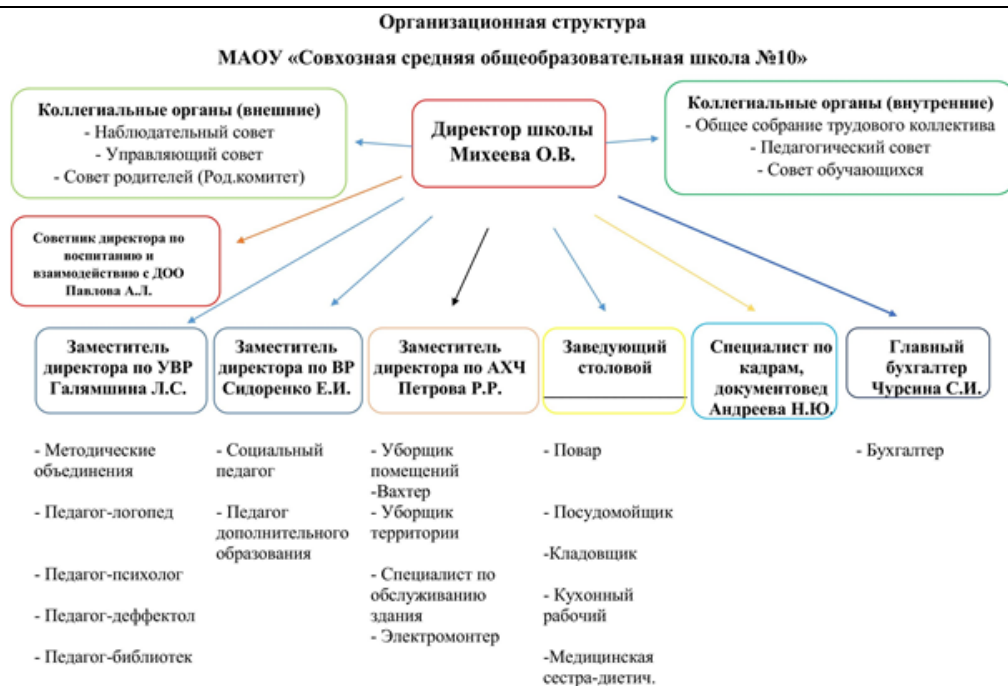 Организационная структура
МАОУ «Совхозная средняя общеобразовательная школа №10»
Коллегиальные органы (внешние)
- Наблюдательный совет
- Управляющий совет
- Совет родителей (Род.комитет)
Директор школы
Михеева О.В.
Коллегиальные органы (внутренние)
- Общее собрание трудового коллектива
- Педагогический совет
- Совет обучающихся
Советник директора по
воспитанию и
взаимодействию с ДОО
Павлова А.Л.
Заместитель
директора по УВР
Галямшина Л.С.
Заместитель
директора по ВР
Сидоренко Е.И.
Заместитель
директора по АХЧ
Петрова Р.Р.
Заведующий
столовой
Специалист по
кадрам,
документовед
Андреева Н.Ю.
Главный
бухгалтер
Чурсина С.И.
- Методические
объединения
- Педагог-логопед
- Педагог-психолог
- Педагог-деффектол
- Педагог-библиотек
- Социальный
педагог
- Педагог
дополнительного
образования
- Уборщик
помещений
-Вахтер
- Уборщик
территории
- Специалист по
обслуживанию
здания
- Электромонтер
- Повар
- Посудомойщик
-Кладовщик
- Кухонный
рабочий
-Медицинская
сестра-диетич.
- Бухгалтер